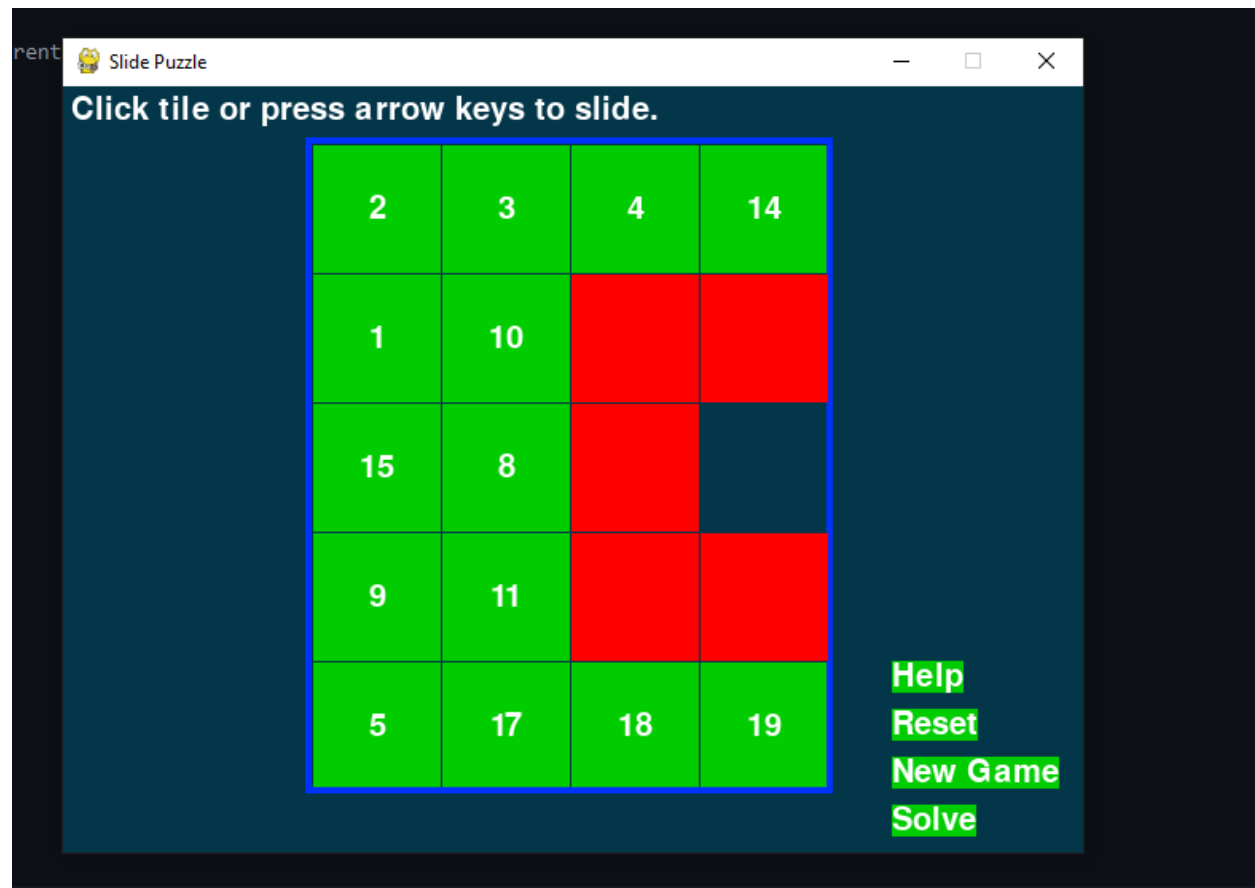 rent
Slide Puzzle
Click tile or press arrow keys to slide.
2 3 4 14
1 10
15 8
9 11
5 17 18 19
Help
Reset
New Game
Solve